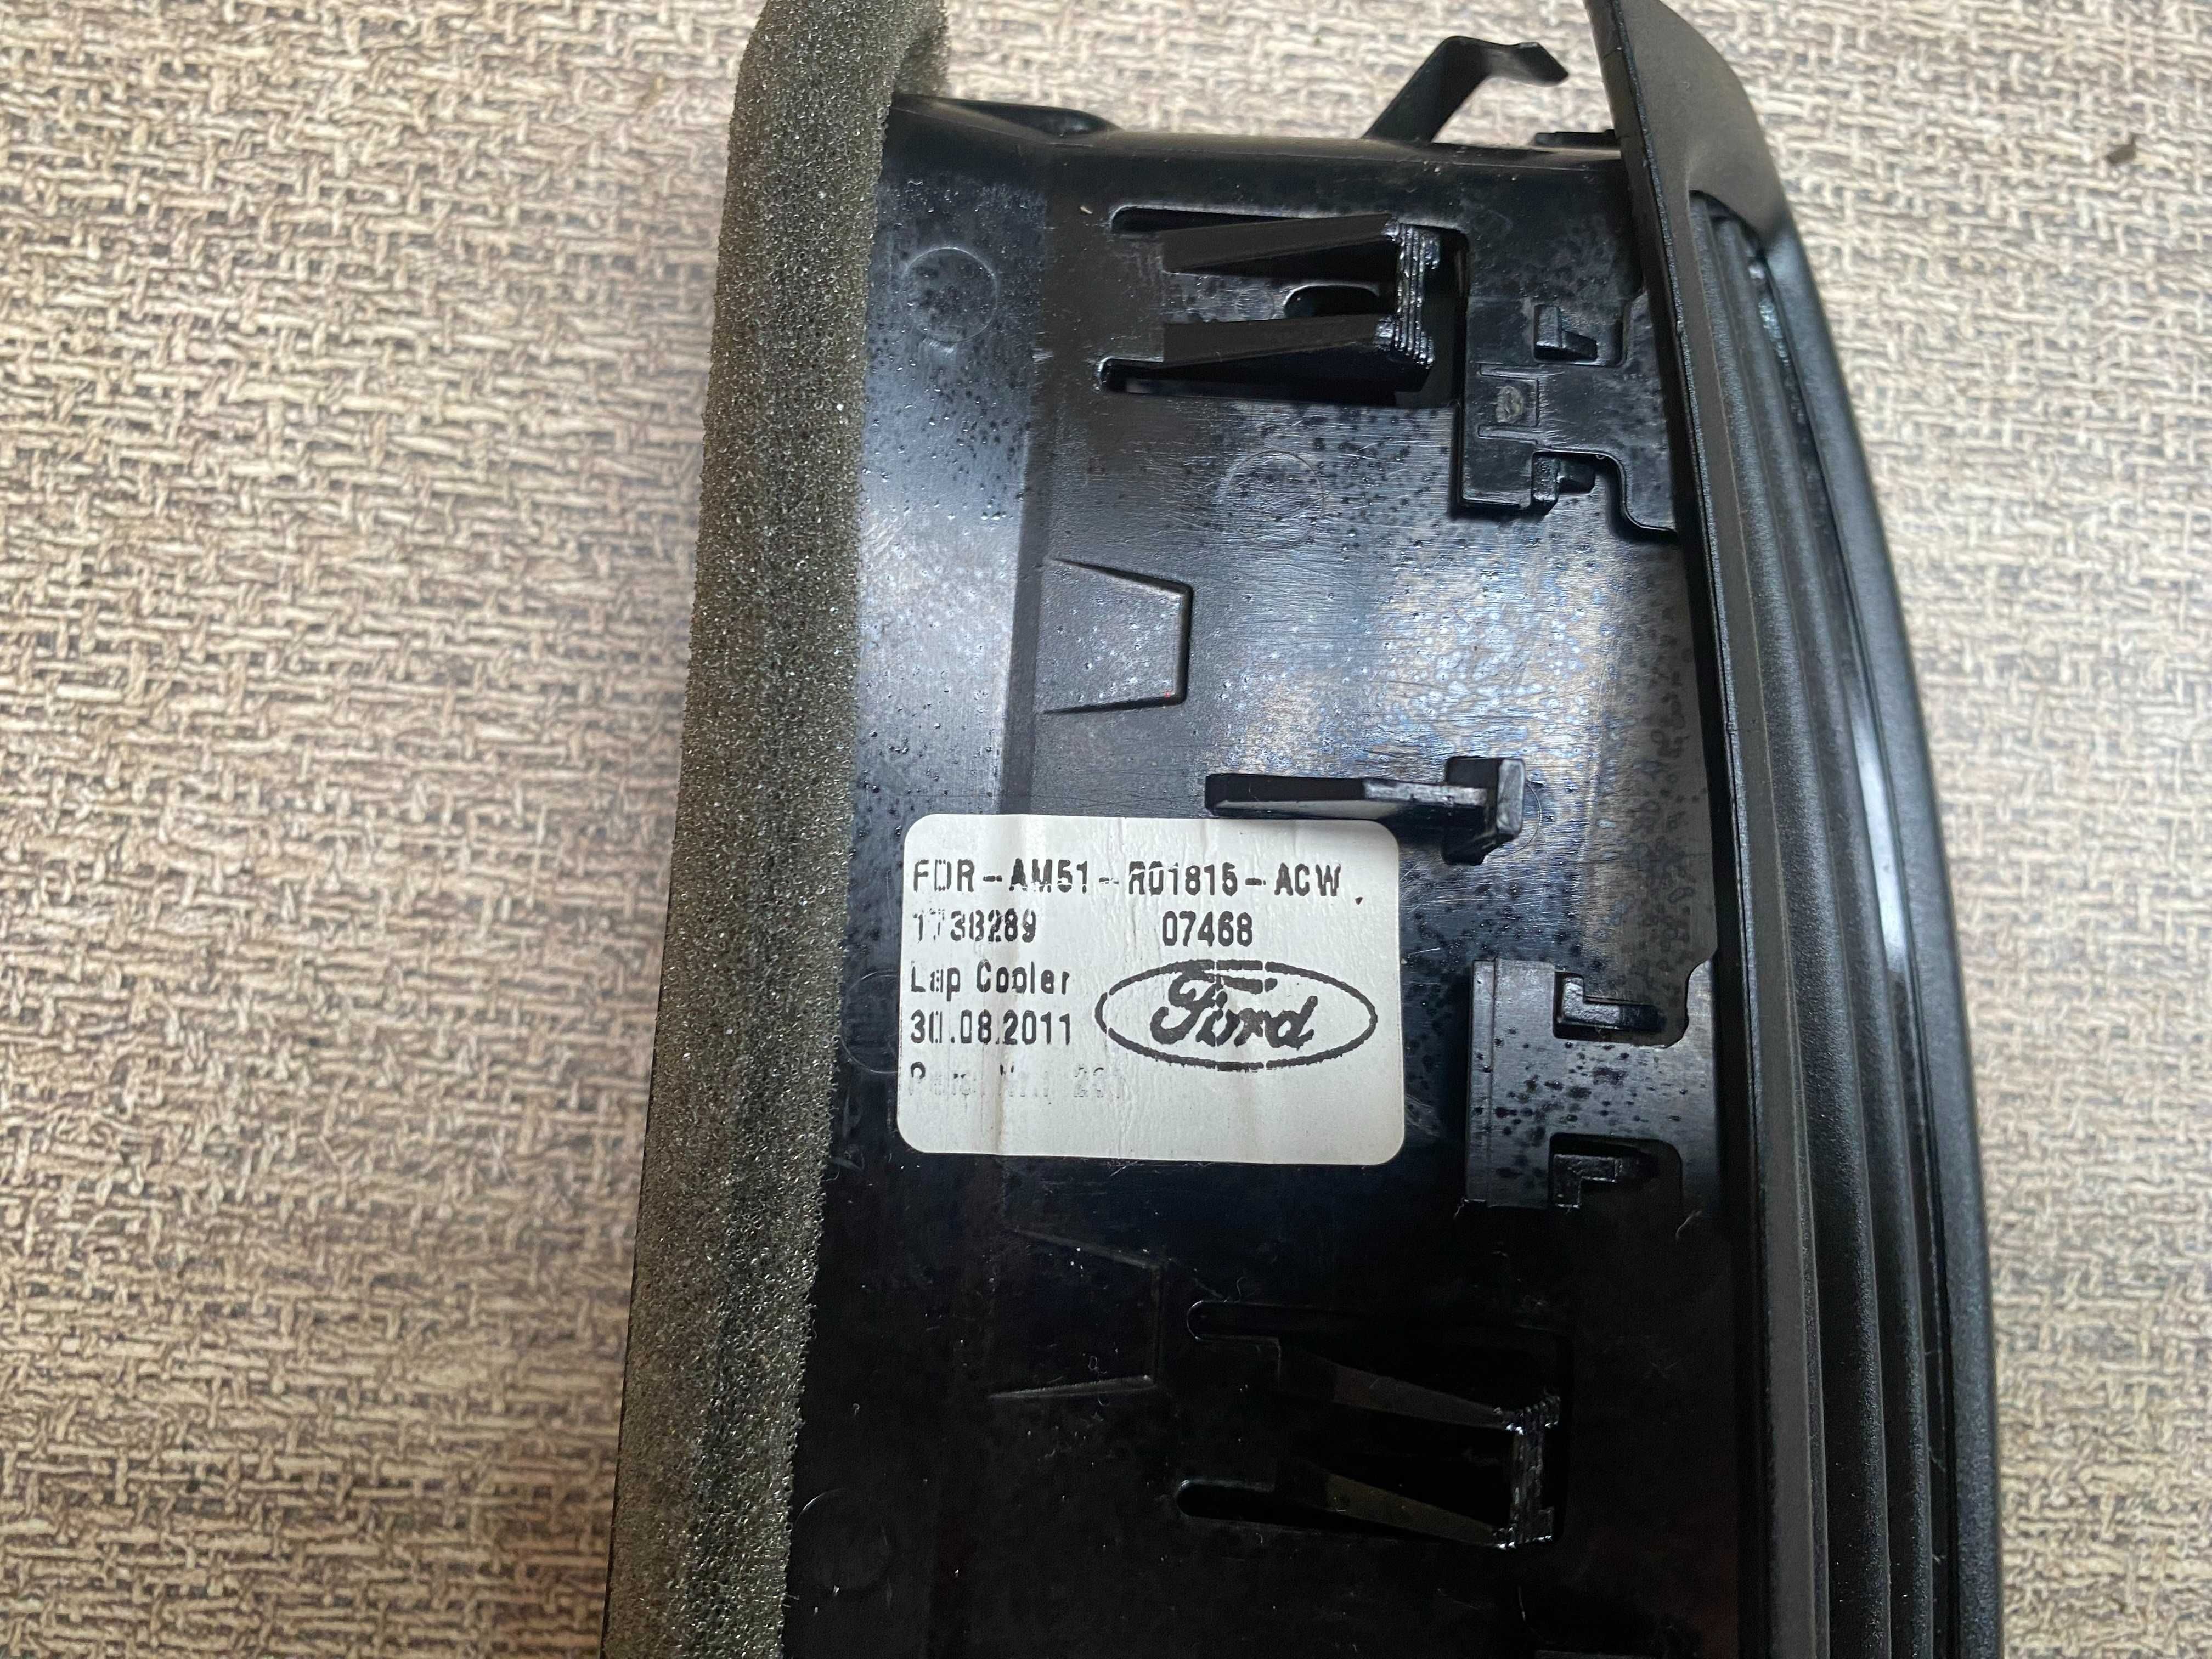 FDR-AM51-R01815-ACW
1738289 07468
Lap Cooler
30.08.2011
Ford